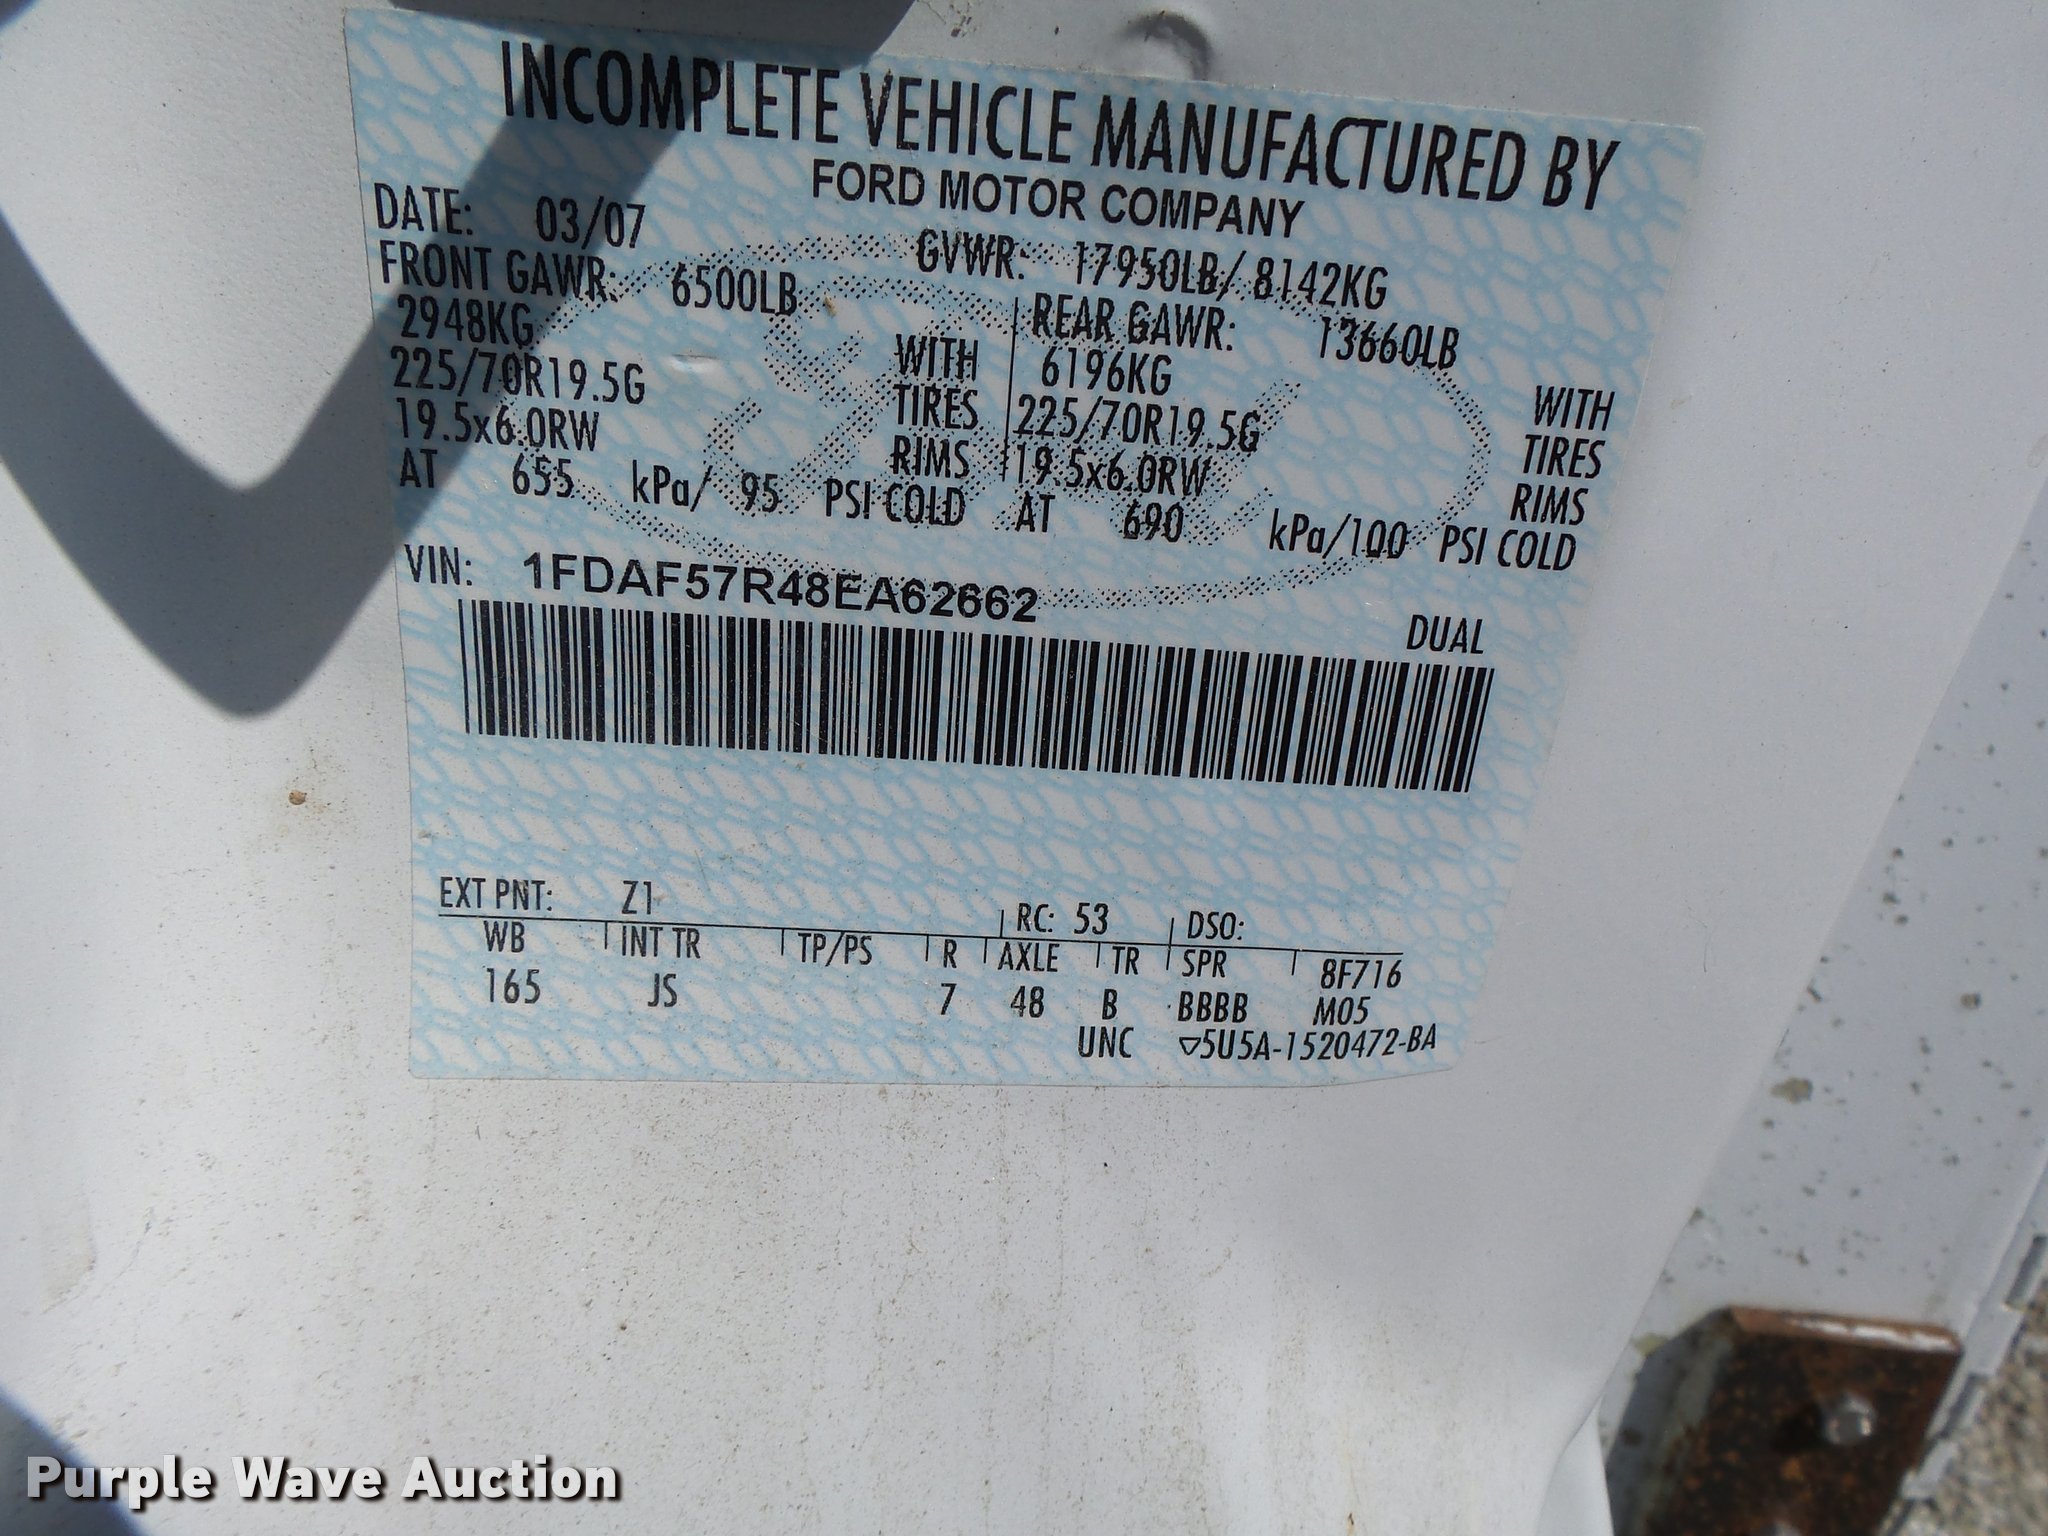 INCOMPLETE VEHICLE MANUFACTURED BY
FORD MOTOR COMPANY
DATE: 03/07 GVWR: 17950LB/ 8142KG
FRONT GAWR: 6500LB REAR GAWR: 13660LB
2948KG WITH 6196KG WITH
225/70R19.5G TIRES 225/70R19.5G TIRES
19.5x6.0RW RIMS 19.5x6.0RW RIMS
AT 655 kPa/ 95 PSI COLD AT 690 kPa/100 PSI COLD
VIN: 1FDAF57R48EA62662
DUAL
EXT PNT: Z1 RC: 53 DSO:
WB INT TR TP/PS R AXLE TR SPR 8F716
165 JS 7 48 B BBBB M05
UNC ▽5U5A-1520472-BA
Purple Wave Auction